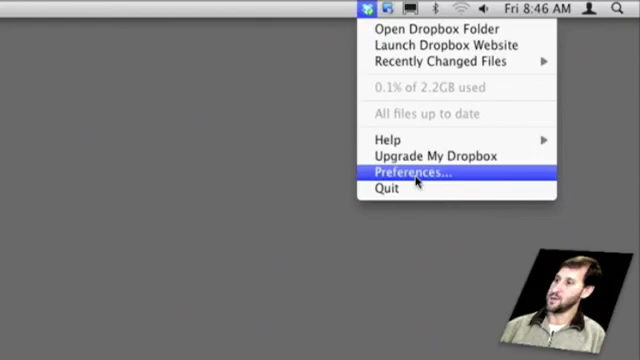 Fri 8:46 AM
Open Dropbox Folder
Launch Dropbox Website
Recently Changed Files
0.1% of 2.2GB used
All files up to date
Help
Upgrade My Dropbox
Preferences...
Quit